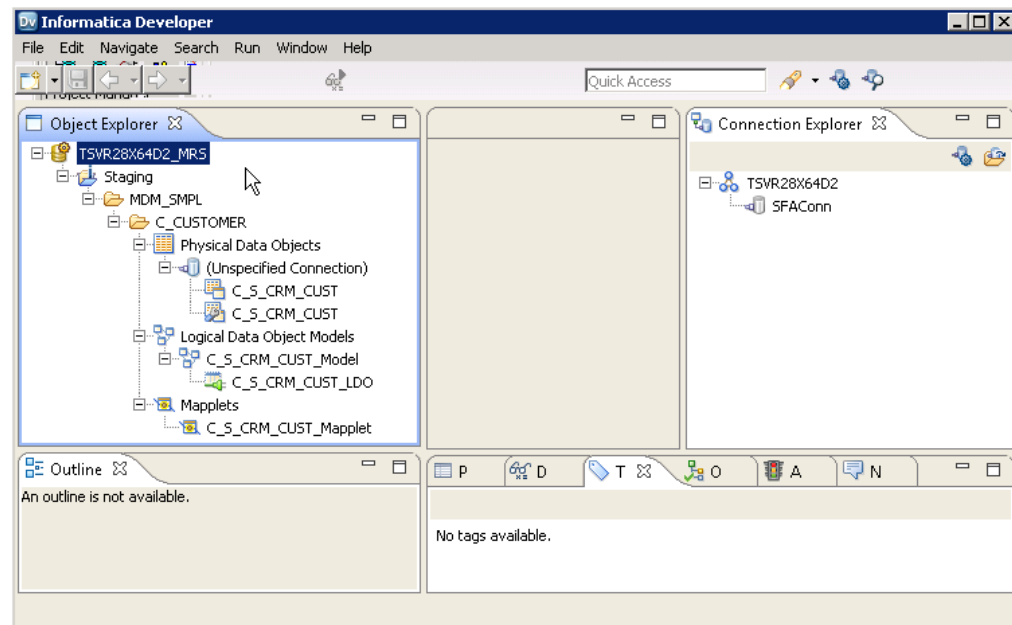 Informatica Developer
File Edit Navigate Search Run Window Help
Quick Access
Object Explorer
TSVR28X64D2_MRS
Staging
MDM_SMPL
C_CUSTOMER
Physical Data Objects
(Unspecified Connection)
C_S_CRM_CUST
C_S_CRM_CUST
Logical Data Object Models
C_S_CRM_CUST_Model
C_S_CRM_CUST_LDO
Mapplets
C_S_CRM_CUST_Mapplet
Connection Explorer
TSVR28X64D2
SFAConn
Outline
An outline is not available.
P D T O A N
No tags available.